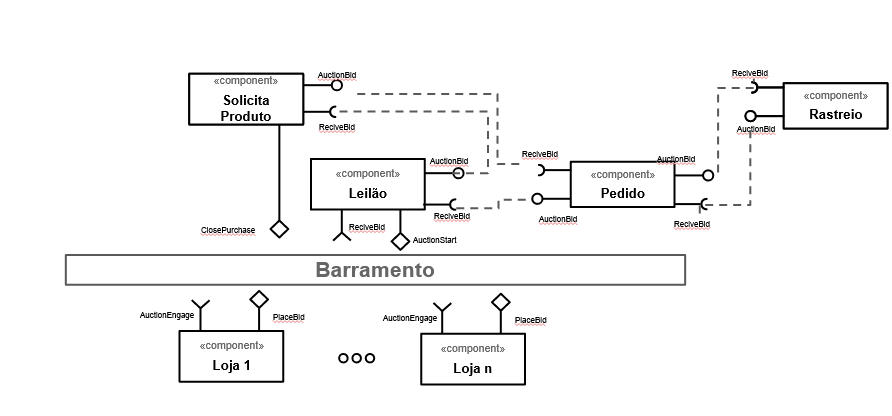 ReciveBid
AuctionBid
«component»
Solicita
Produto
ReciveBid
«component»
Rastreio
AuctionBid
ReciveBid
AuctionBid
AuctionBid
«component»
Leilão
«component»
Pedido
ReciveBid
AuctionBid
ReciveBid
ClosePurchase
ReciveBid
AuctionStart
Barramento
AuctionEngage
PlaceBid
AuctionEngage
PlaceBid
«component»
Loja 1
«component»
Loja n